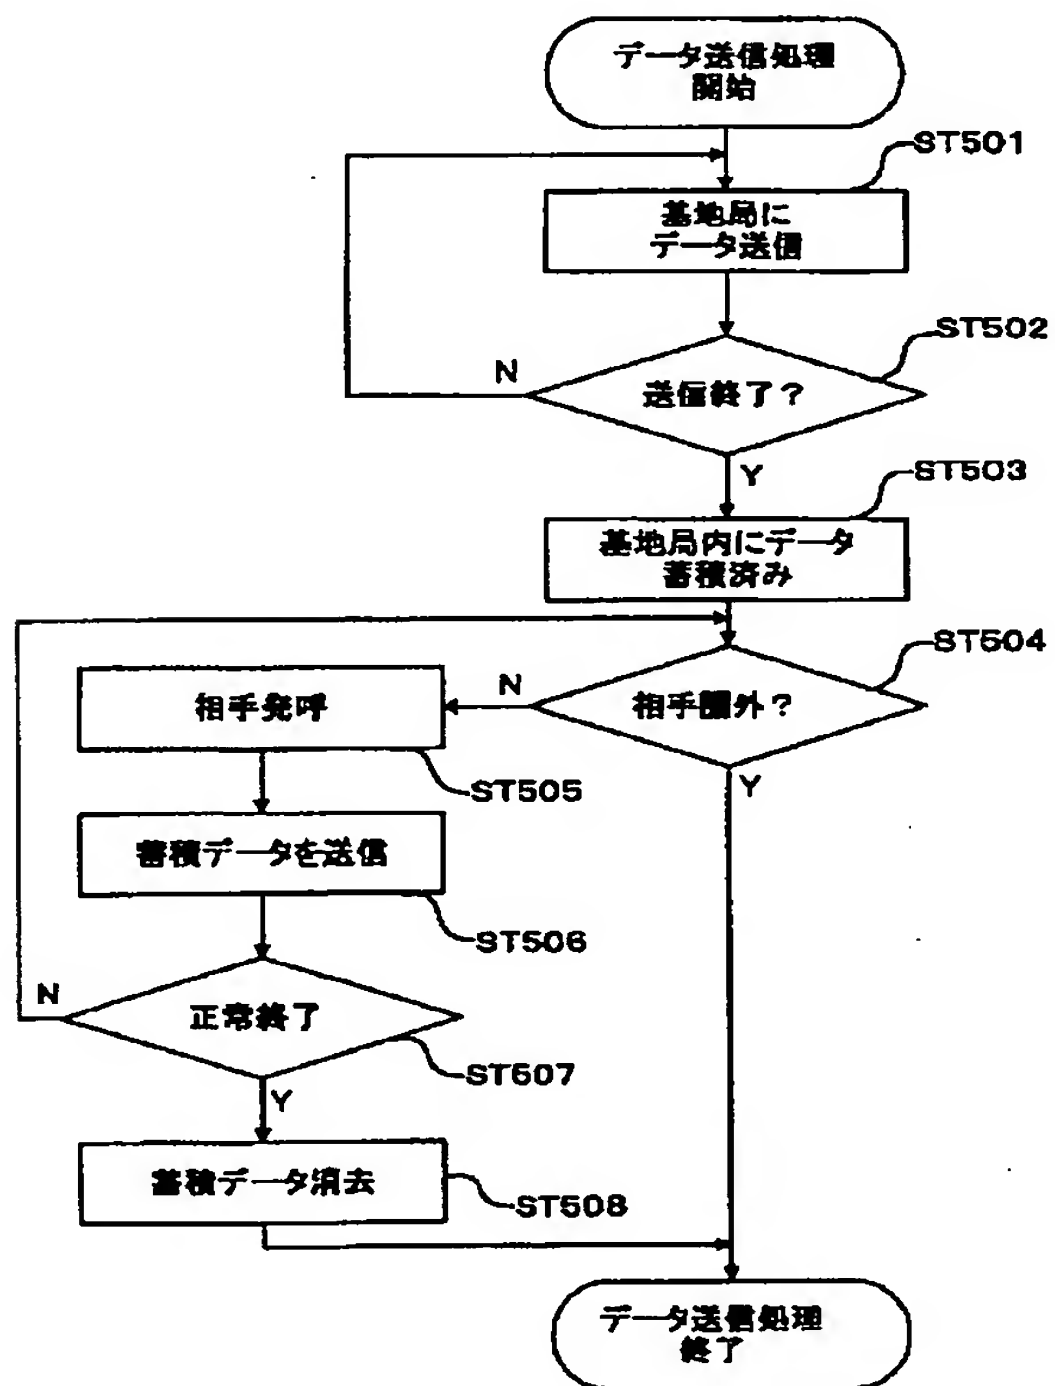 データ送信処理
開始
ST501
基地局に
データ送信
ST502
送信終了?
N
Y
ST503
基地局内にデータ
蓄積済み
ST504
相手圏外?
N
Y
相手発呼
ST505
蓄積データを送信
ST506
正常終了
N
ST507
Y
蓄積データ消去
ST508
データ送信処理
終了